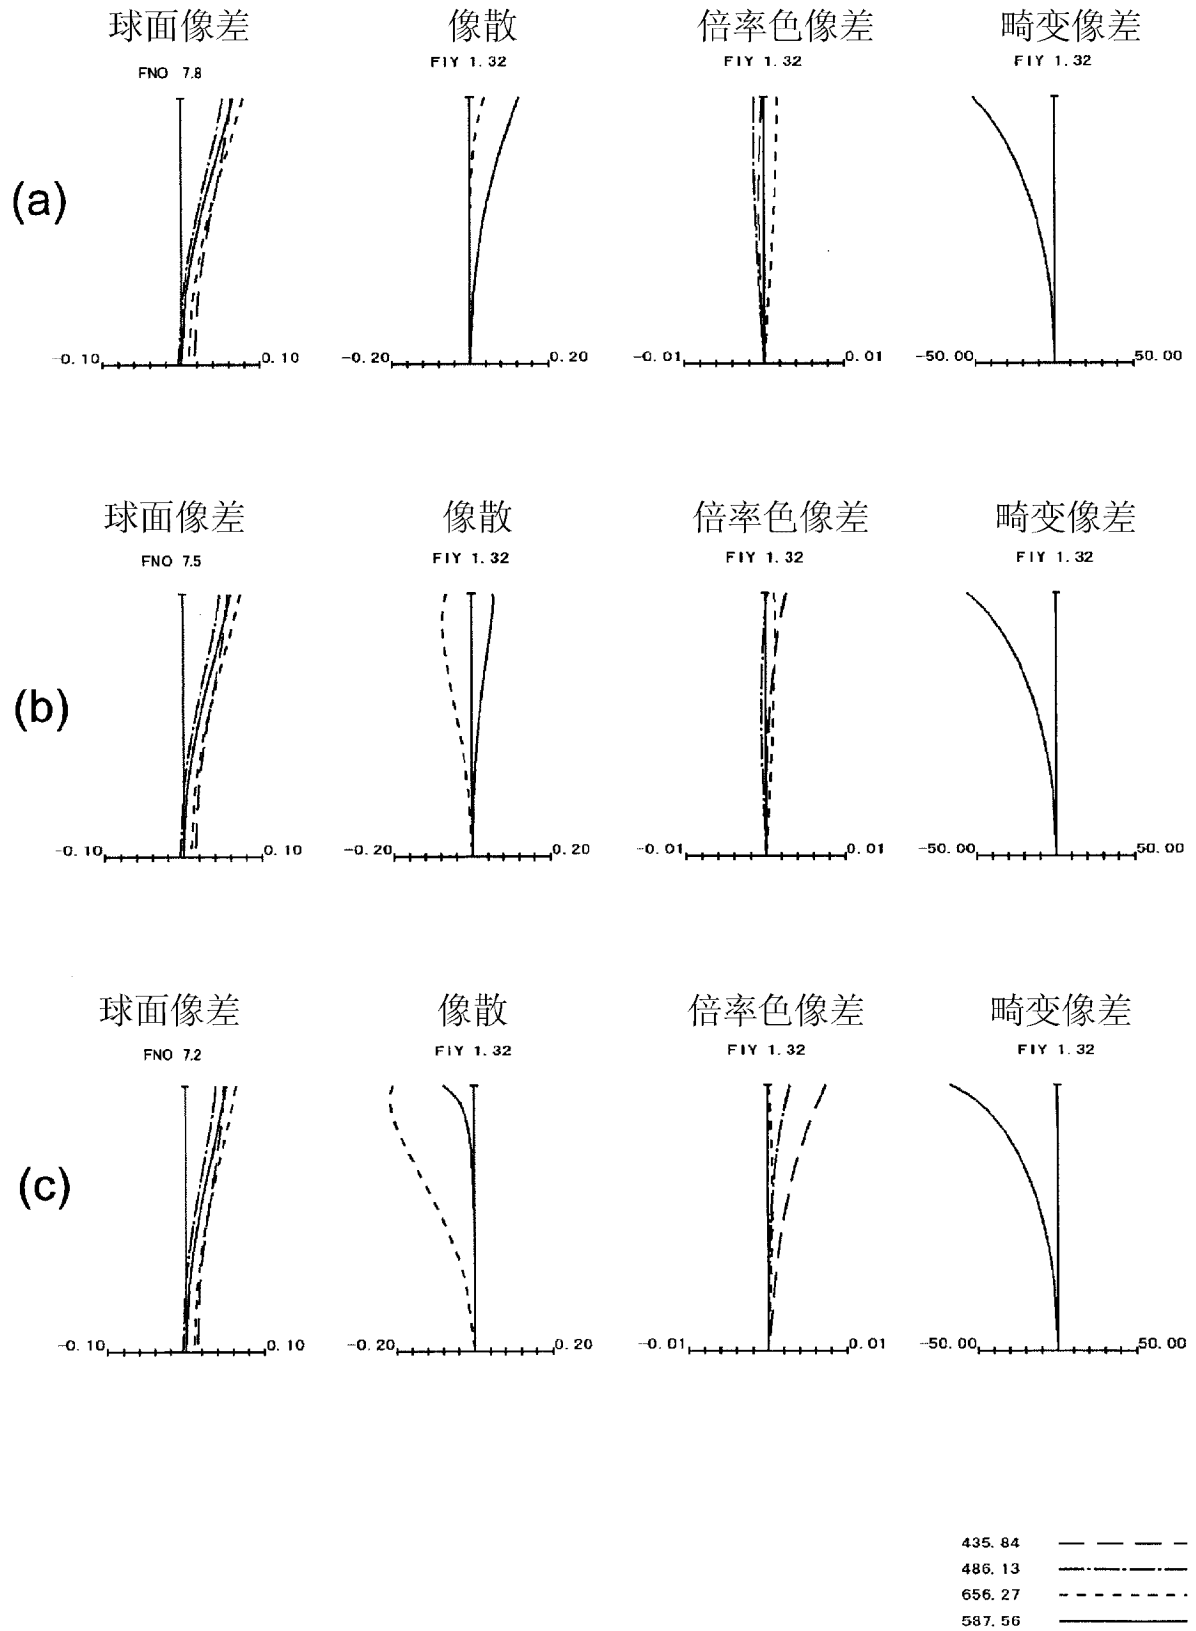 球面像差 像散 倍率色像差 畸变像差
FNO 7.8 FIY 1.32 FIY 1.32 FIY 1.32
(a)
-0.10 0.10 -0.20 0.20 -0.01 0.01 -50.00 50.00
球面像差 像散 倍率色像差 畸变像差
FNO 7.5 FIY 1.32 FIY 1.32 FIY 1.32
(b)
-0.10 0.10 -0.20 0.20 -0.01 0.01 -50.00 50.00
球面像差 像散 倍率色像差 畸变像差
FNO 7.2 FIY 1.32 FIY 1.32 FIY 1.32
(c)
-0.10 0.10 -0.20 0.20 -0.01 0.01 -50.00 50.00
435.84
486.13
656.27
587.56